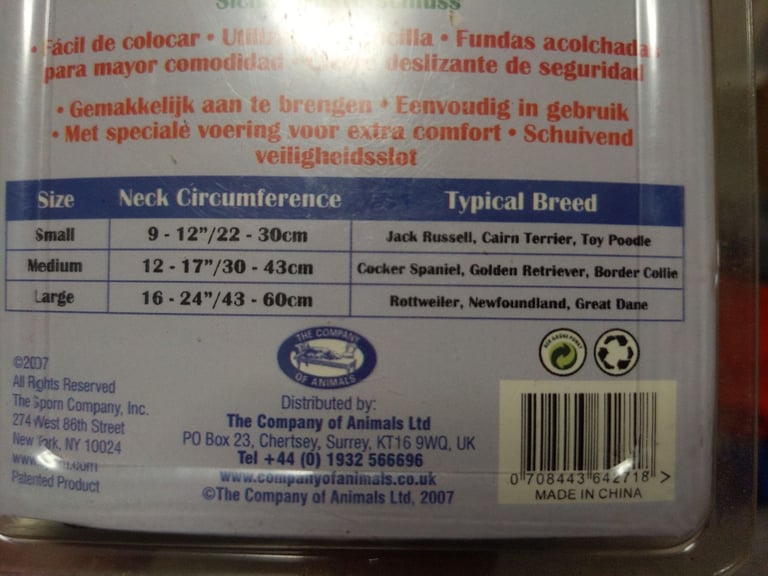 • Fácil de colocar • • Fundas acolchadas
para mayor comodidad deslizante de seguridad
• Gemakkelijk aan te brengen • Eenvoudig in gebruik
• Met speciale voering voor extra comfort • Schuivend
veiligheidsslot
Size Neck Circumference Typical Breed
Small 9 - 12"/22 - 30cm Jack Russell, Cairn Terrier, Toy Poodle
Medium 12 - 17"/30 - 43cm Cocker Spaniel, Golden Retriever, Border Collie
Large 16 - 24"/43 - 60cm Rottweiler, Newfoundland, Great Dane
THE COMPANY
OF ANIMALS
©2007
All Rights Reserved
The Sporn Company, Inc.
274 West 86th Street
New York, NY 10024
Patented Product
Distributed by:
The Company of Animals Ltd
PO Box 23, Chertsey, Surrey, KT16 9WQ, UK
Tel +44 (0) 1932 566696
www.companyofanimals.co.uk
©The Company of Animals Ltd, 2007
DER GRÜNE PUNKT
0 708443 642718 >
MADE IN CHINA